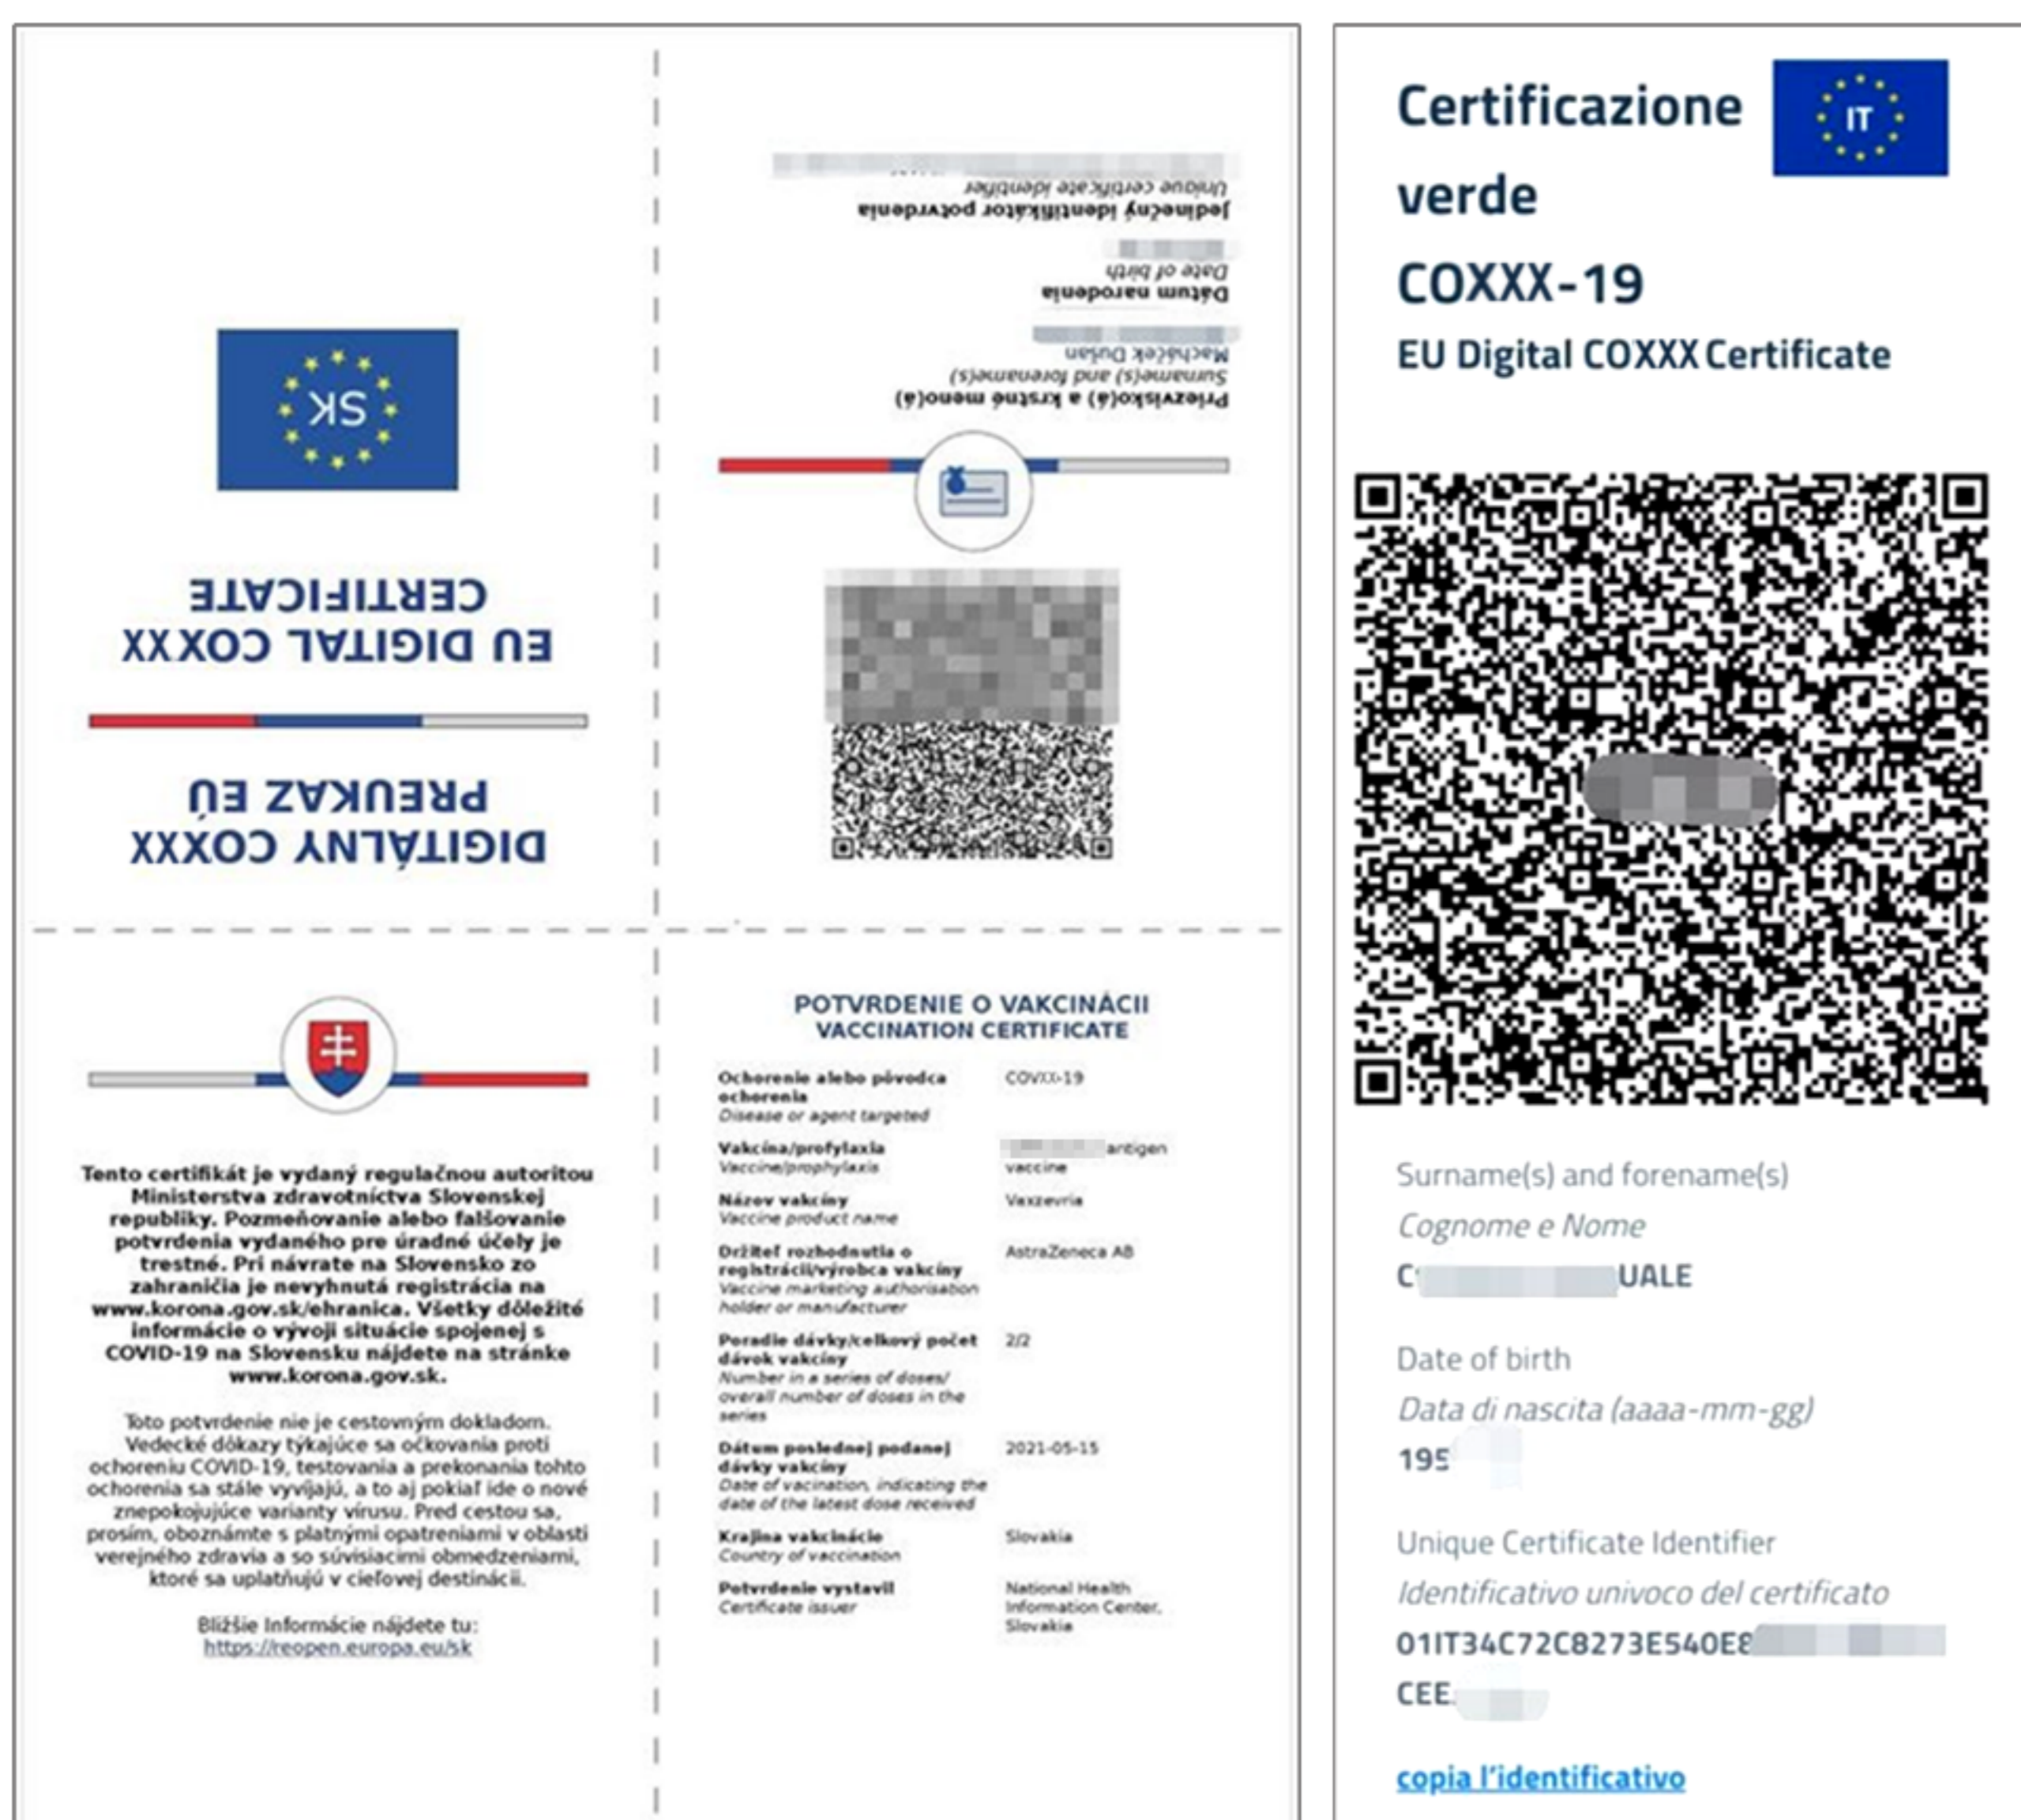 SK
EU DIGITAL COXXX
CERTIFICATE
DIGITÁLNY COXXX
PREUKAZ EÚ
Priezvisko(á) a krstné meno(á)
Surname(s) and forename(s)
Macháček Dušan
Dátum narodenia
Date of birth
Jedinečný identifikátor potvrdenia
Unique certificate identifier
Tento certifikát je vydaný regulačnou autoritou
Ministerstva zdravotníctva Slovenskej
republiky. Pozmeňovanie alebo falšovanie
potvrdenia vydaného pre úradné účely je
trestné. Pri návrate na Slovensko zo
zahraničia je nevyhnutá registrácia na
www.korona.gov.sk/ehranica. Všetky dôležité
informácie o vývoji situácie spojenej s
COVID-19 na Slovensku nájdete na stránke
www.korona.gov.sk.
Toto potvrdenie nie je cestovným dokladom.
Vedecké dôkazy týkajúce sa očkovania proti
ochoreniu COVID-19, testovania a prekonania tohto
ochorenia sa stále vyvíjajú, a to aj pokiaľ ide o nové
znepokojujúce varianty vírusu. Pred cestou sa,
prosím, oboznámte s platnými opatreniami v oblasti
verejného zdravia a so súvisiacimi obmedzeniami,
ktoré sa uplatňujú v cieľovej destinácii.
Bližšie Informácie nájdete tu:
https://reopen.europa.eu/sk
POTVRDENIE O VAKCINÁCII
VACCINATION CERTIFICATE
Ochorenie alebo pôvodca COVXX-19
ochorenia
Disease or agent targeted
Vakcína/profylaxia antigen
Vaccine/prophylaxis vaccine
Názov vakcíny Vaxzevria
Vaccine product name
Držiteľ rozhodnutia o AstraZeneca AB
registrácii/výrobca vakcíny
Vaccine marketing authorisation
holder or manufacturer
Poradie dávky/celkový počet 2/2
dávok vakcíny
Number in a series of doses/
overall number of doses in the
series
Dátum poslednej podanej 2021-05-15
dávky vakcíny
Date of vacination, indicating the
date of the latest dose received
Krajina vakcinácie Slovakia
Country of vaccination
Potvrdenie vystavil National Health
Certificate issuer Information Center,
Slovakia
Certificazione
verde
COXXX-19
IT
EU Digital COXXX Certificate
Surname(s) and forename(s)
Cognome e Nome
C UALE
Date of birth
Data di nascita (aaaa-mm-gg)
195
Unique Certificate Identifier
Identificativo univoco del certificato
01IT34C72C8273E540E8
CEE
copia l'identificativo